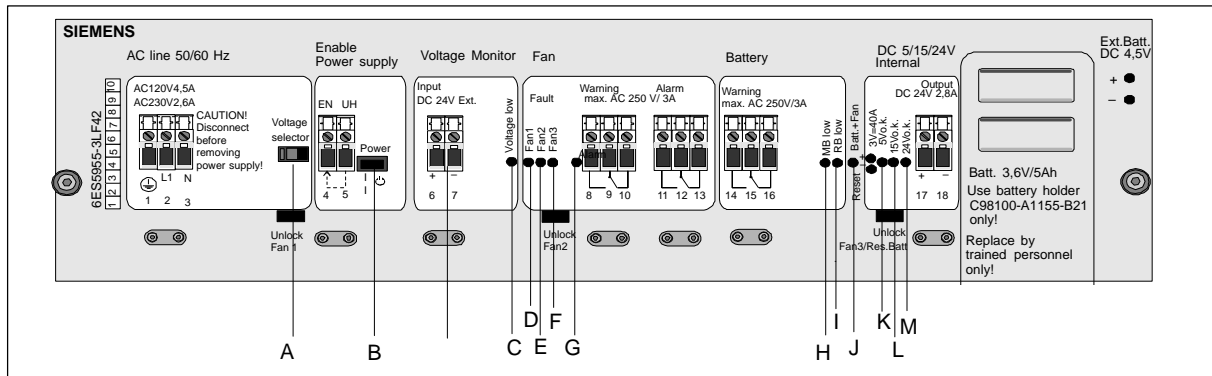 SIEMENS
6ES5955-3LF42
1 2 3 4 5 6 7 8 9 10
AC line 50/60 Hz
AC120V4,5A
AC230V2,6A
CAUTION!
Disconnect
before
removing
power supply!
L1 N
1 2 3
Voltage
selector
Unlock
Fan 1
Enable
Power supply
EN UH
Power
4 5
Voltage Monitor
Input
DC 24V Ext.
+ −
6 7
Voltage low
Fan
Fault
Fan1
Fan2
Fan3
Warning Alarm
max. AC 250 V/ 3A
Alarm
8 9 10 11 12 13
Unlock
Fan2
Battery
Warning
max. AC 250V/3A
14 15 16
MB low
RB low
Batt.+Fan
Reset
DC 5/15/24V
Internal
3V=40A
5Vo.k.
15Vo.k.
24Vo.k.
Output
DC 24V 2,8A
+ −
17 18
Unlock
Fan3/Res.Batt
Batt. 3,6V/5Ah
Use battery holder
C98100-A1155-B21
only!
Replace by
trained personnel
only!
Ext.Batt.
DC 4,5V
+
−
A B C D E F G H I J K L M